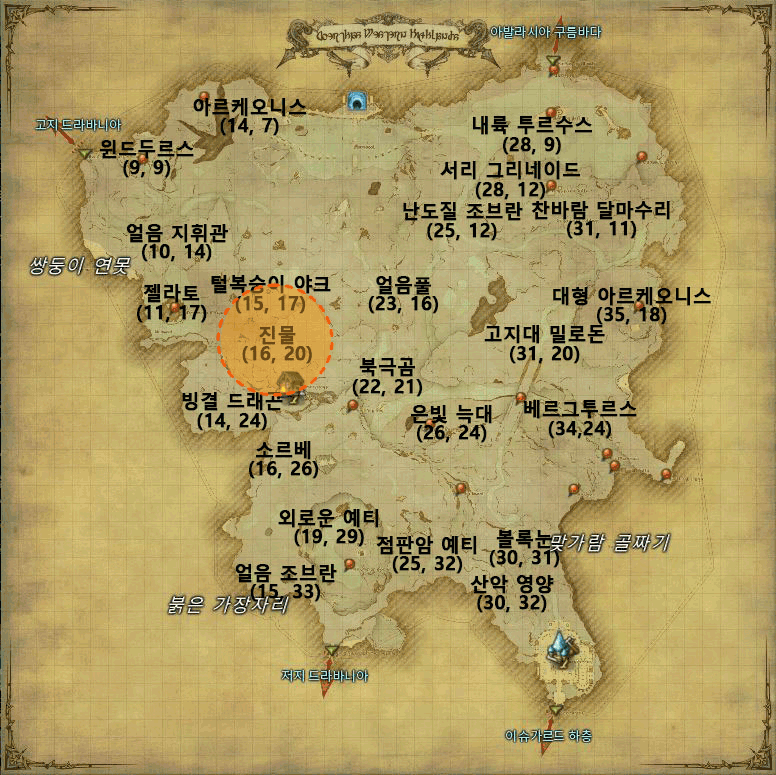 Coerthas Western Highlands
아발라시아 구름바다
고지 드라바니아
아르케오니스
(14, 7)
윈드두르스
(9, 9)
내륙 투르수스
(28, 9)
서리 그리네이드
(28, 12)
난도질 조브란
(25, 12)
찬바람 달마수리
(31, 11)
얼음 지휘관
(10, 14)
쌍둥이 연못
젤라토
(11, 17)
털복숭이 야크
(15, 17)
얼음풀
(23, 16)
대형 아르케오니스
(35, 18)
진물
(16, 20)
고지대 밀로돈
(31, 20)
북극곰
(22, 21)
빙결 드래곤
(14, 24)
은빛 늑대
(26, 24)
베르그투르스
(34,24)
소르베
(16, 26)
외로운 예티
(19, 29)
점판암 예티
(25, 32)
볼록눈
(30, 31)
맞가람 골짜기
얼음 조브란
(15, 33)
붉은 가장자리
산악 영양
(30, 32)
저지 드라바니아
이슈가르드 하층